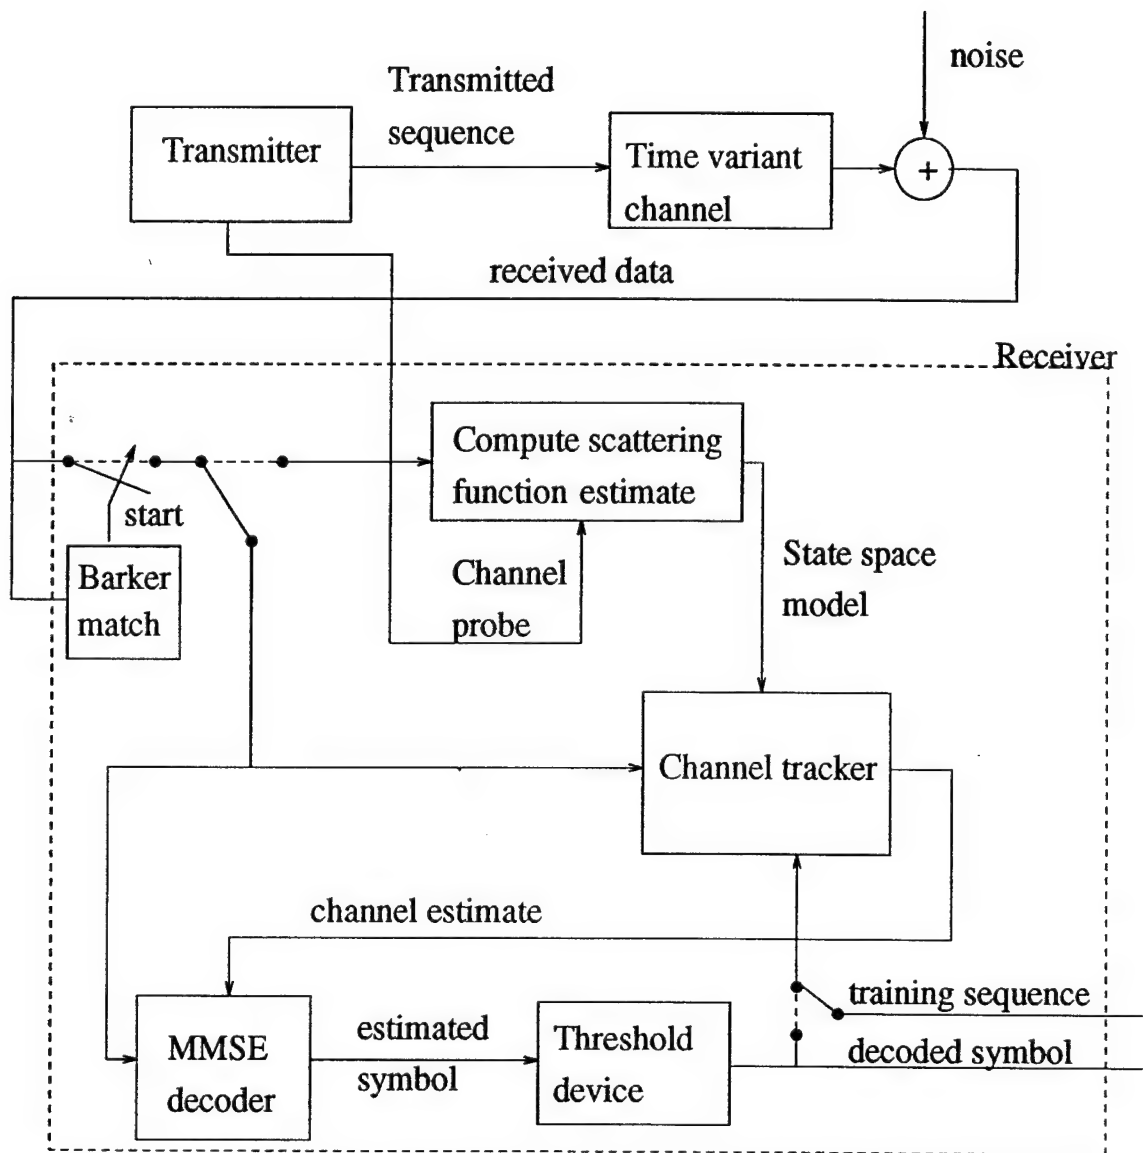 noise
Transmitted
sequence
Transmitter
Time variant
channel
+
received data
Receiver
Compute scattering
function estimate
start
Barker
match
Channel
probe
State space
model
Channel tracker
channel estimate
training sequence
MMSE
decoder
estimated
symbol
Threshold
device
decoded symbol